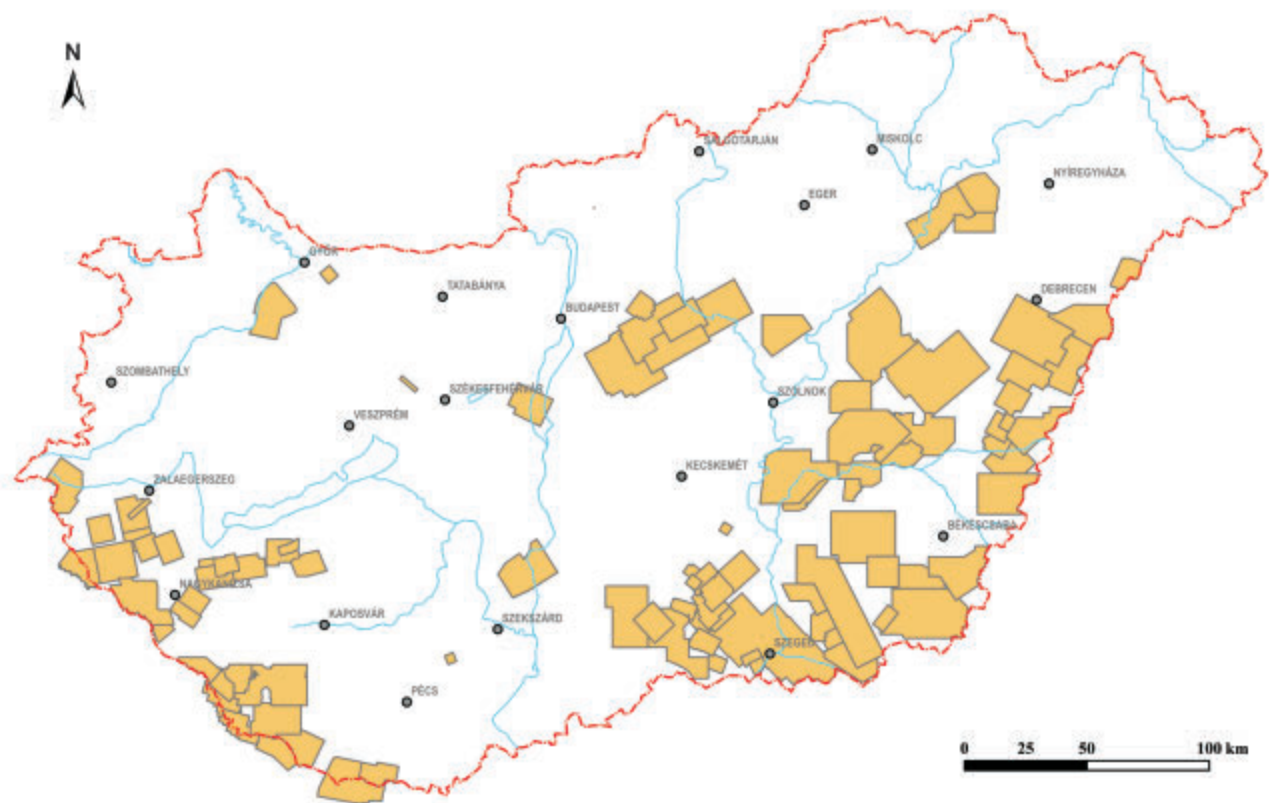 N
SALGÓTARJÁN
MISKOLC
NYÍREGYHÁZA
EGER
GYŐR
TATABÁNYA
BUDAPEST
DEBRECEN
SZOMBATHELY
SZÉKESFEHÉRVÁR
SZOLNOK
VESZPRÉM
KECSKEMÉT
ZALAEGERSZEG
BÉKÉSCSABA
NAGYKANIZSA
KAPOSVÁR
SZEKSZÁRD
SZEGED
PÉCS
0 25 50 100 km